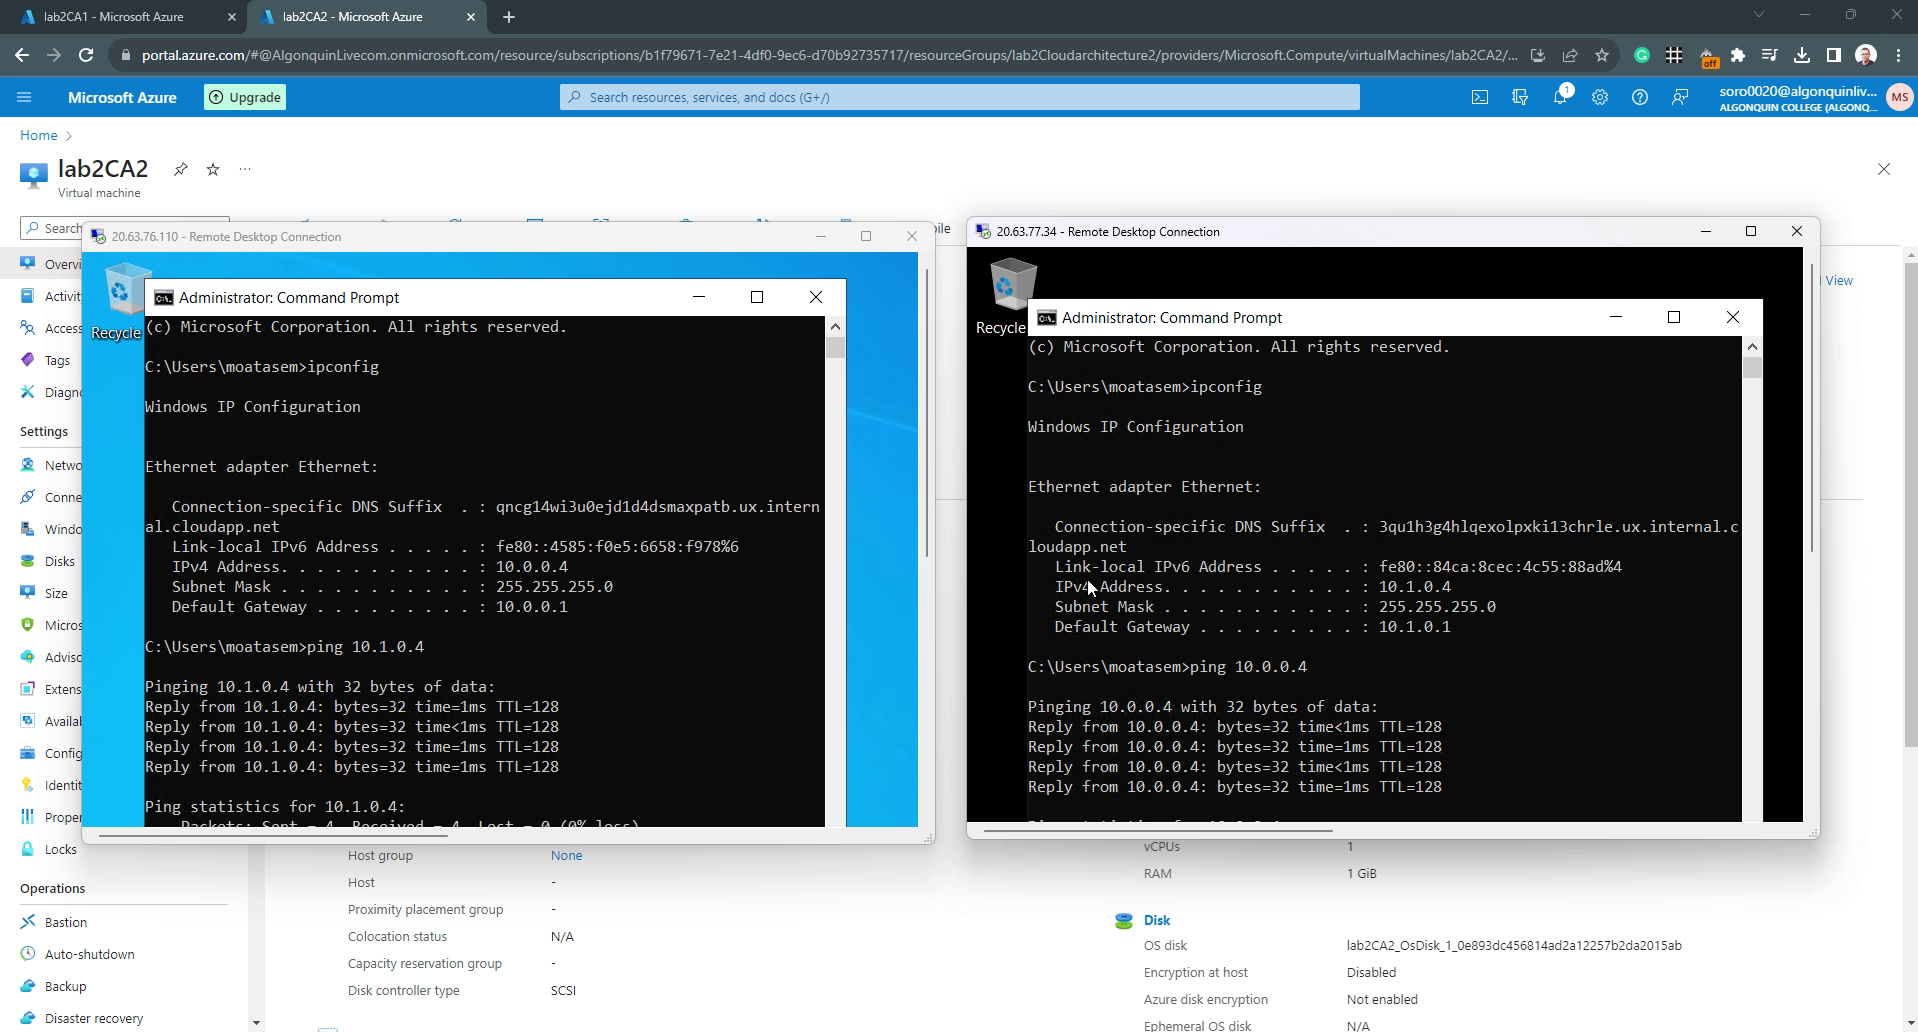 lab2CA1 - Microsoft Azure
lab2CA2 - Microsoft Azure
portal.azure.com/#@AlgonquinLivecom.onmicrosoft.com/resource/subscriptions/b1f79671-7e21-4df0-9ec6-d70b92735717/resourceGroups/lab2Cloudarchitecture2/providers/Microsoft.Compute/virtualMachines/lab2CA2/...
off
Microsoft Azure
Upgrade
Search resources, services, and docs (G+/)
1
soro0020@algonquinliv...
ALGONQUIN COLLEGE (ALGONQ...
MS
Home
lab2CA2
Virtual machine
Search
Overvi
Activit
Access
Tags
Diagno
Settings
Netwo
Conne
Windo
Disks
Size
Micros
Adviso
Extens
Availab
Config
Identit
Proper
Locks
Operations
Bastion
Auto-shutdown
Backup
Disaster recovery
20.63.76.110 - Remote Desktop Connection
Recycle
Administrator: Command Prompt
(c) Microsoft Corporation. All rights reserved.
C:\Users\moatasem>ipconfig
Windows IP Configuration
Ethernet adapter Ethernet:
Connection-specific DNS Suffix . : qncg14wi3u0ejd1d4dsmaxpatb.ux.intern
al.cloudapp.net
Link-local IPv6 Address . . . . . : fe80::4585:f0e5:6658:f978%6
IPv4 Address. . . . . . . . . . . : 10.0.0.4
Subnet Mask . . . . . . . . . . . : 255.255.255.0
Default Gateway . . . . . . . . . : 10.0.0.1
C:\Users\moatasem>ping 10.1.0.4
Pinging 10.1.0.4 with 32 bytes of data:
Reply from 10.1.0.4: bytes=32 time=1ms TTL=128
Reply from 10.1.0.4: bytes=32 time<1ms TTL=128
Reply from 10.1.0.4: bytes=32 time=1ms TTL=128
Reply from 10.1.0.4: bytes=32 time=1ms TTL=128
Ping statistics for 10.1.0.4:
Packets: Sent = 4, Received = 4, Lost = 0 (0% loss)
ile
View
20.63.77.34 - Remote Desktop Connection
Recycle
Administrator: Command Prompt
(c) Microsoft Corporation. All rights reserved.
C:\Users\moatasem>ipconfig
Windows IP Configuration
Ethernet adapter Ethernet:
Connection-specific DNS Suffix . : 3qu1h3g4hlqexolpxki13chrle.ux.internal.c
loudapp.net
Link-local IPv6 Address . . . . . : fe80::84ca:8cec:4c55:88ad%4
IPv4 Address. . . . . . . . . . . : 10.1.0.4
Subnet Mask . . . . . . . . . . . : 255.255.255.0
Default Gateway . . . . . . . . . : 10.1.0.1
C:\Users\moatasem>ping 10.0.0.4
Pinging 10.0.0.4 with 32 bytes of data:
Reply from 10.0.0.4: bytes=32 time<1ms TTL=128
Reply from 10.0.0.4: bytes=32 time=1ms TTL=128
Reply from 10.0.0.4: bytes=32 time<1ms TTL=128
Reply from 10.0.0.4: bytes=32 time=1ms TTL=128
Host group None
Host -
Proximity placement group -
Colocation status N/A
Capacity reservation group -
Disk controller type SCSI
vCPUs 1
RAM 1 GiB
Disk
OS disk lab2CA2_OsDisk_1_0e893dc456814ad2a12257b2da2015ab
Encryption at host Disabled
Azure disk encryption Not enabled
Ephemeral OS disk N/A